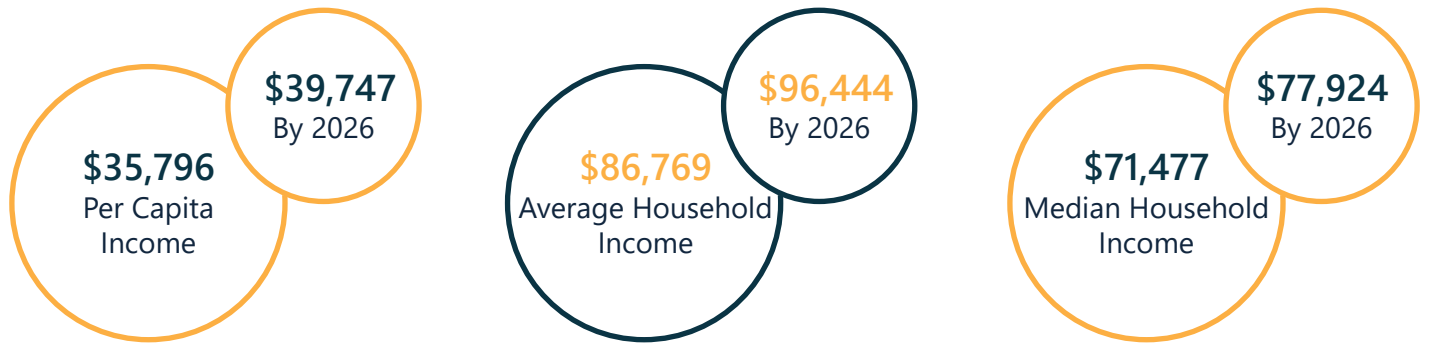 $39,747
By 2026
$35,796
Per Capita
Income
$96,444
By 2026
$86,769
Average Household
Income
$77,924
By 2026
$71,477
Median Household
Income